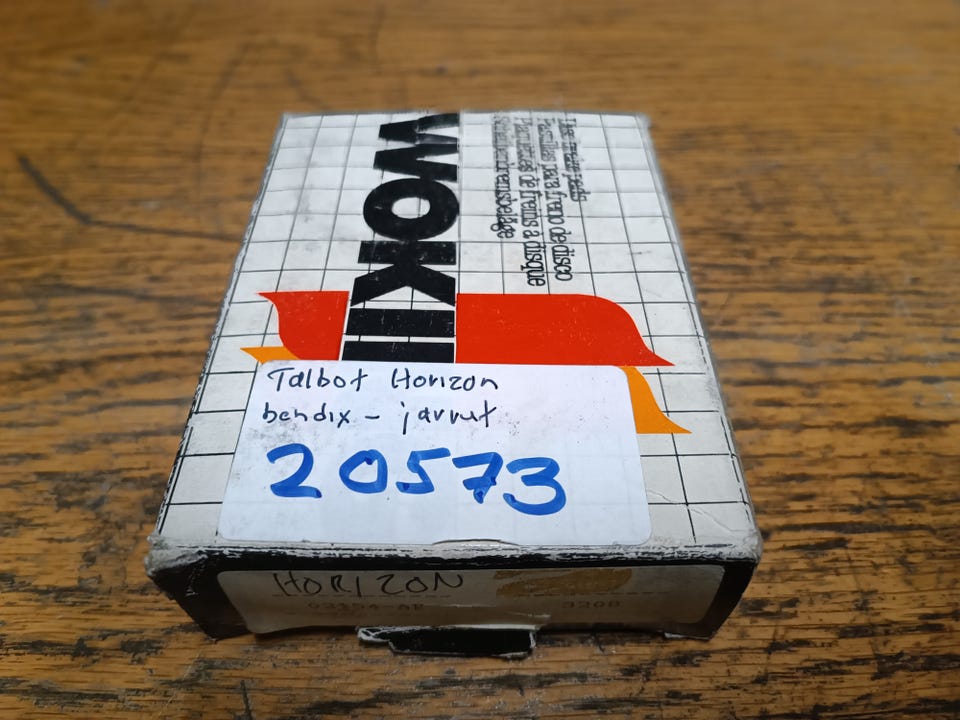 WOKII
Disc brake pads
Pastillas para freno de disco
Plaquettes de freins à disque
Scheibenbremsbeläge
Talbot Horizon
bendix - jarrut
20573
HORIZON